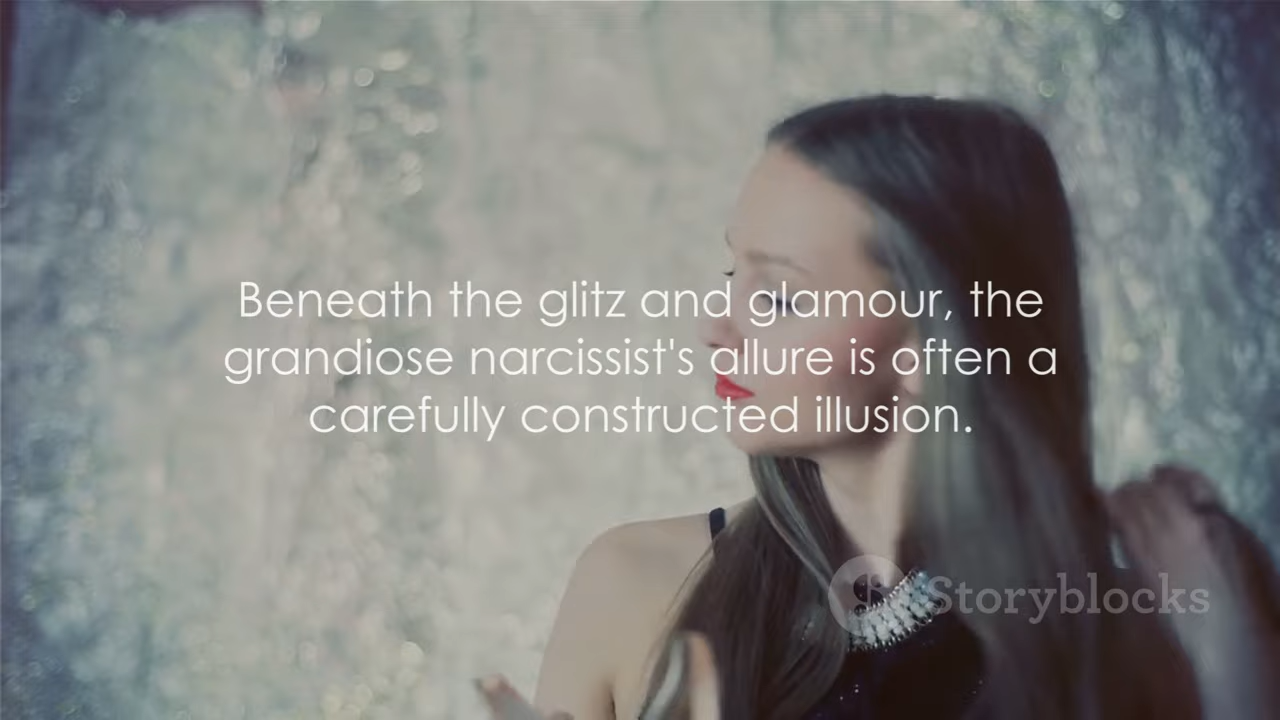 Beneath the glitz and glamour, the
grandiose narcissist's allure is often a
carefully constructed illusion.
Storyblocks